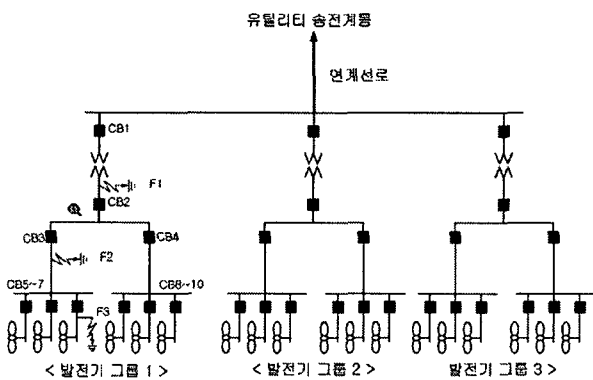 유틸리티 송전계통
연계선로
CB1
F1
CB2
CB3
CB4
F2
CB5~7
CB8~10
F3
< 발전기 그룹 1 >
< 발전기 그룹 2 >
발전기 그룹 3 >